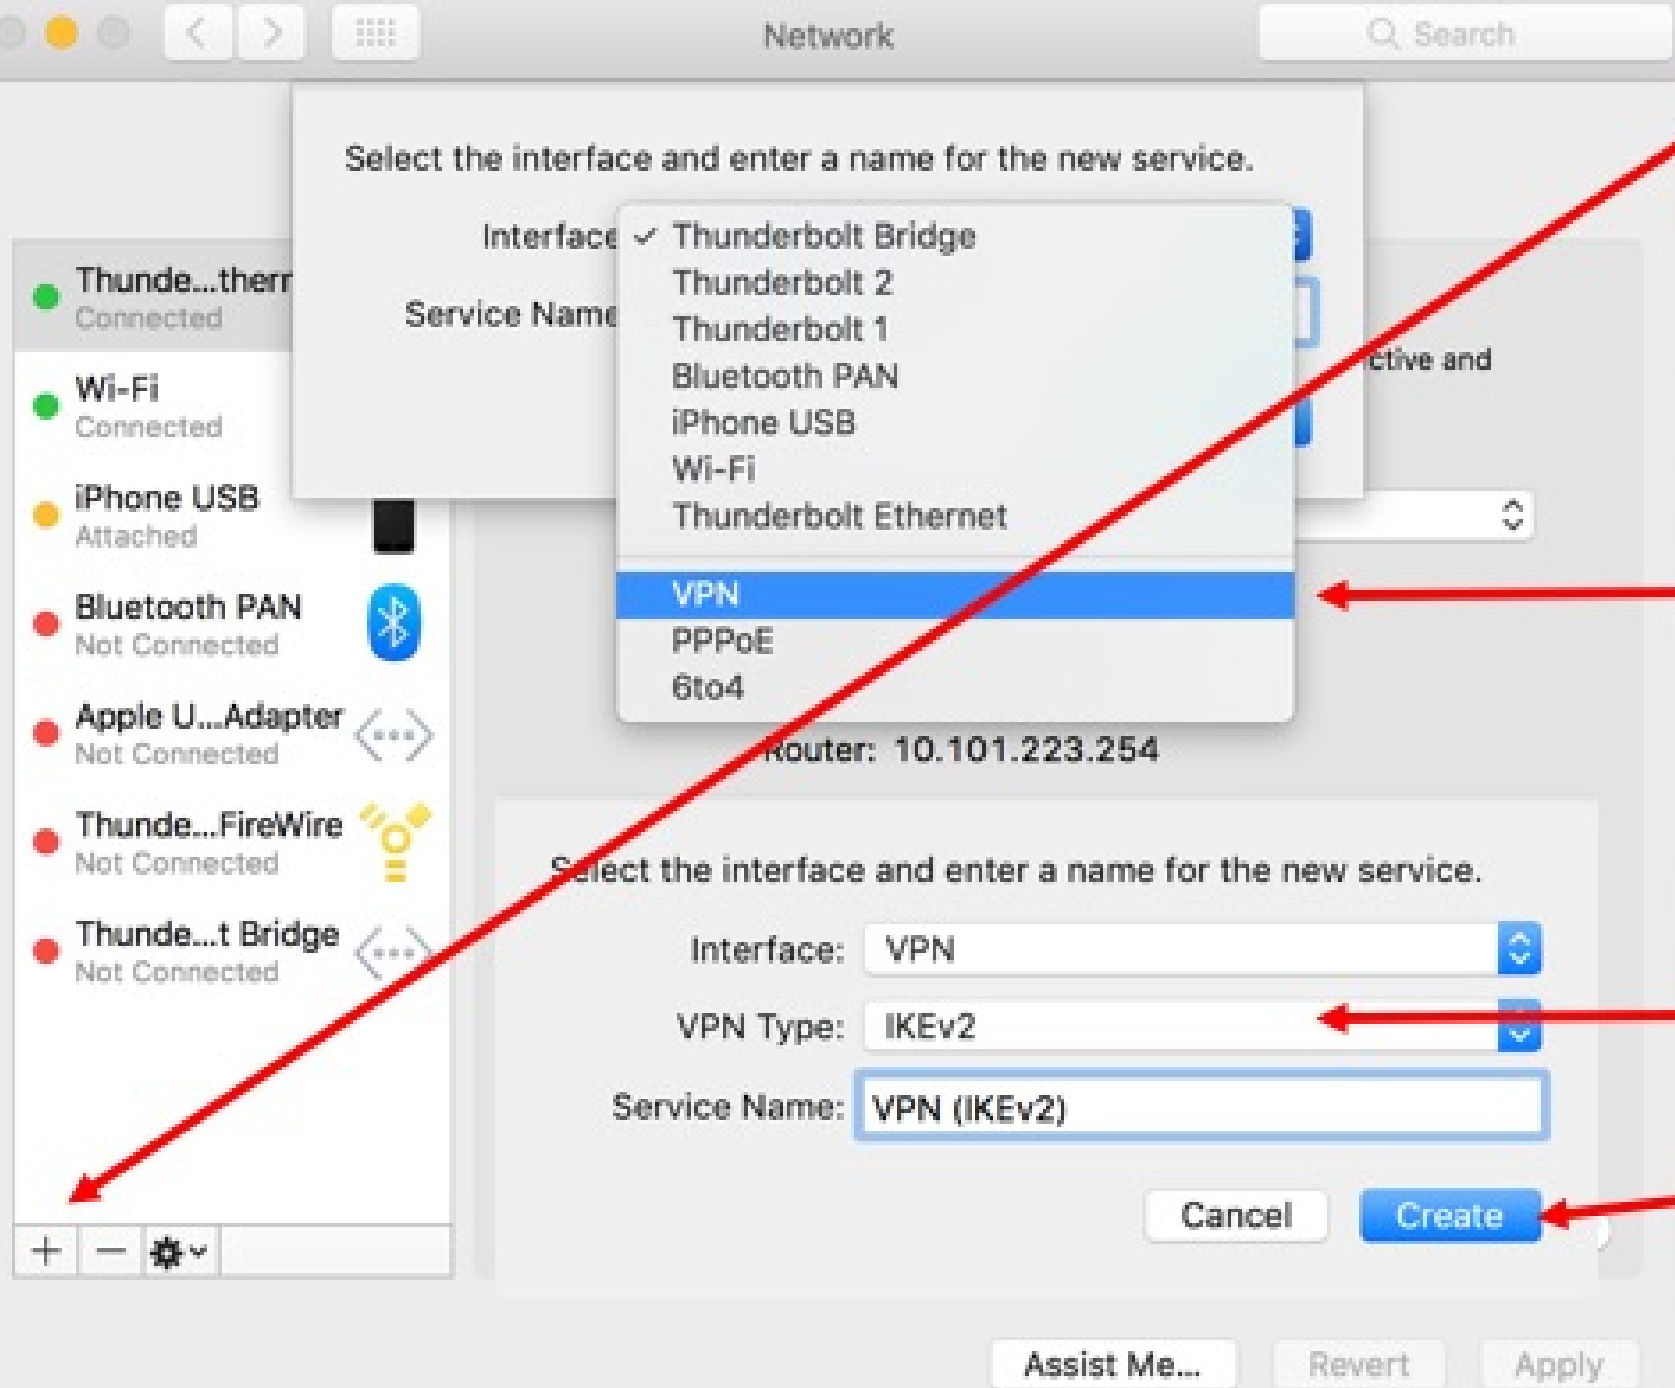 Network
Search
Select the interface and enter a name for the new service.
Interface
✓ Thunderbolt Bridge
Thunderbolt 2
Thunderbolt 1
Bluetooth PAN
iPhone USB
Wi-Fi
Thunderbolt Ethernet
VPN
PPPoE
6to4
Service Name
ctive and
Thunde...thern
Connected
Wi-Fi
Connected
iPhone USB
Attached
Bluetooth PAN
Not Connected
Apple U...Adapter
Not Connected
Thunde...FireWire
Not Connected
Thunde...t Bridge
Not Connected
Router: 10.101.223.254
Select the interface and enter a name for the new service.
Interface: VPN
VPN Type: IKEv2
Service Name: VPN (IKEv2)
Cancel
Create
Assist Me...
Revert
Apply